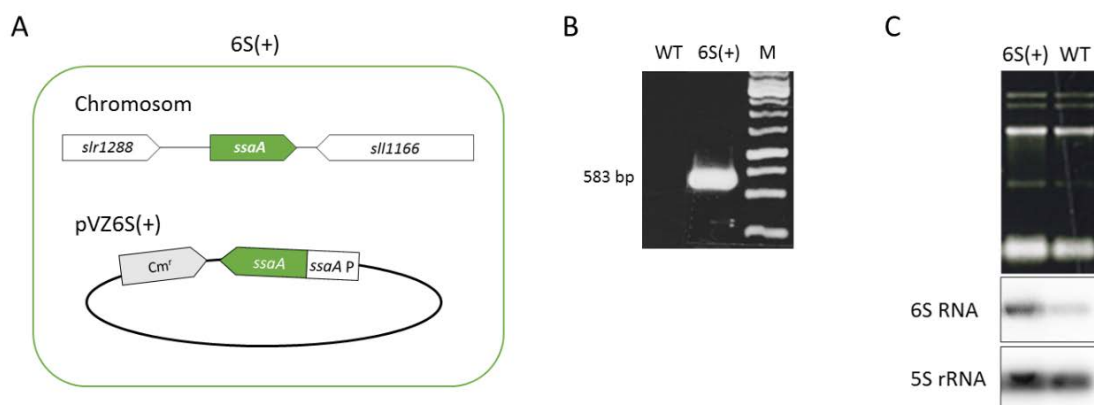 A
6S(+)
Chromosom
slr1288
ssaA
sll1166
pVZ6S(+)
Cmʳ
ssaA
ssaA P
B
WT 6S(+) M
583 bp
C
6S(+) WT
6S RNA
5S rRNA